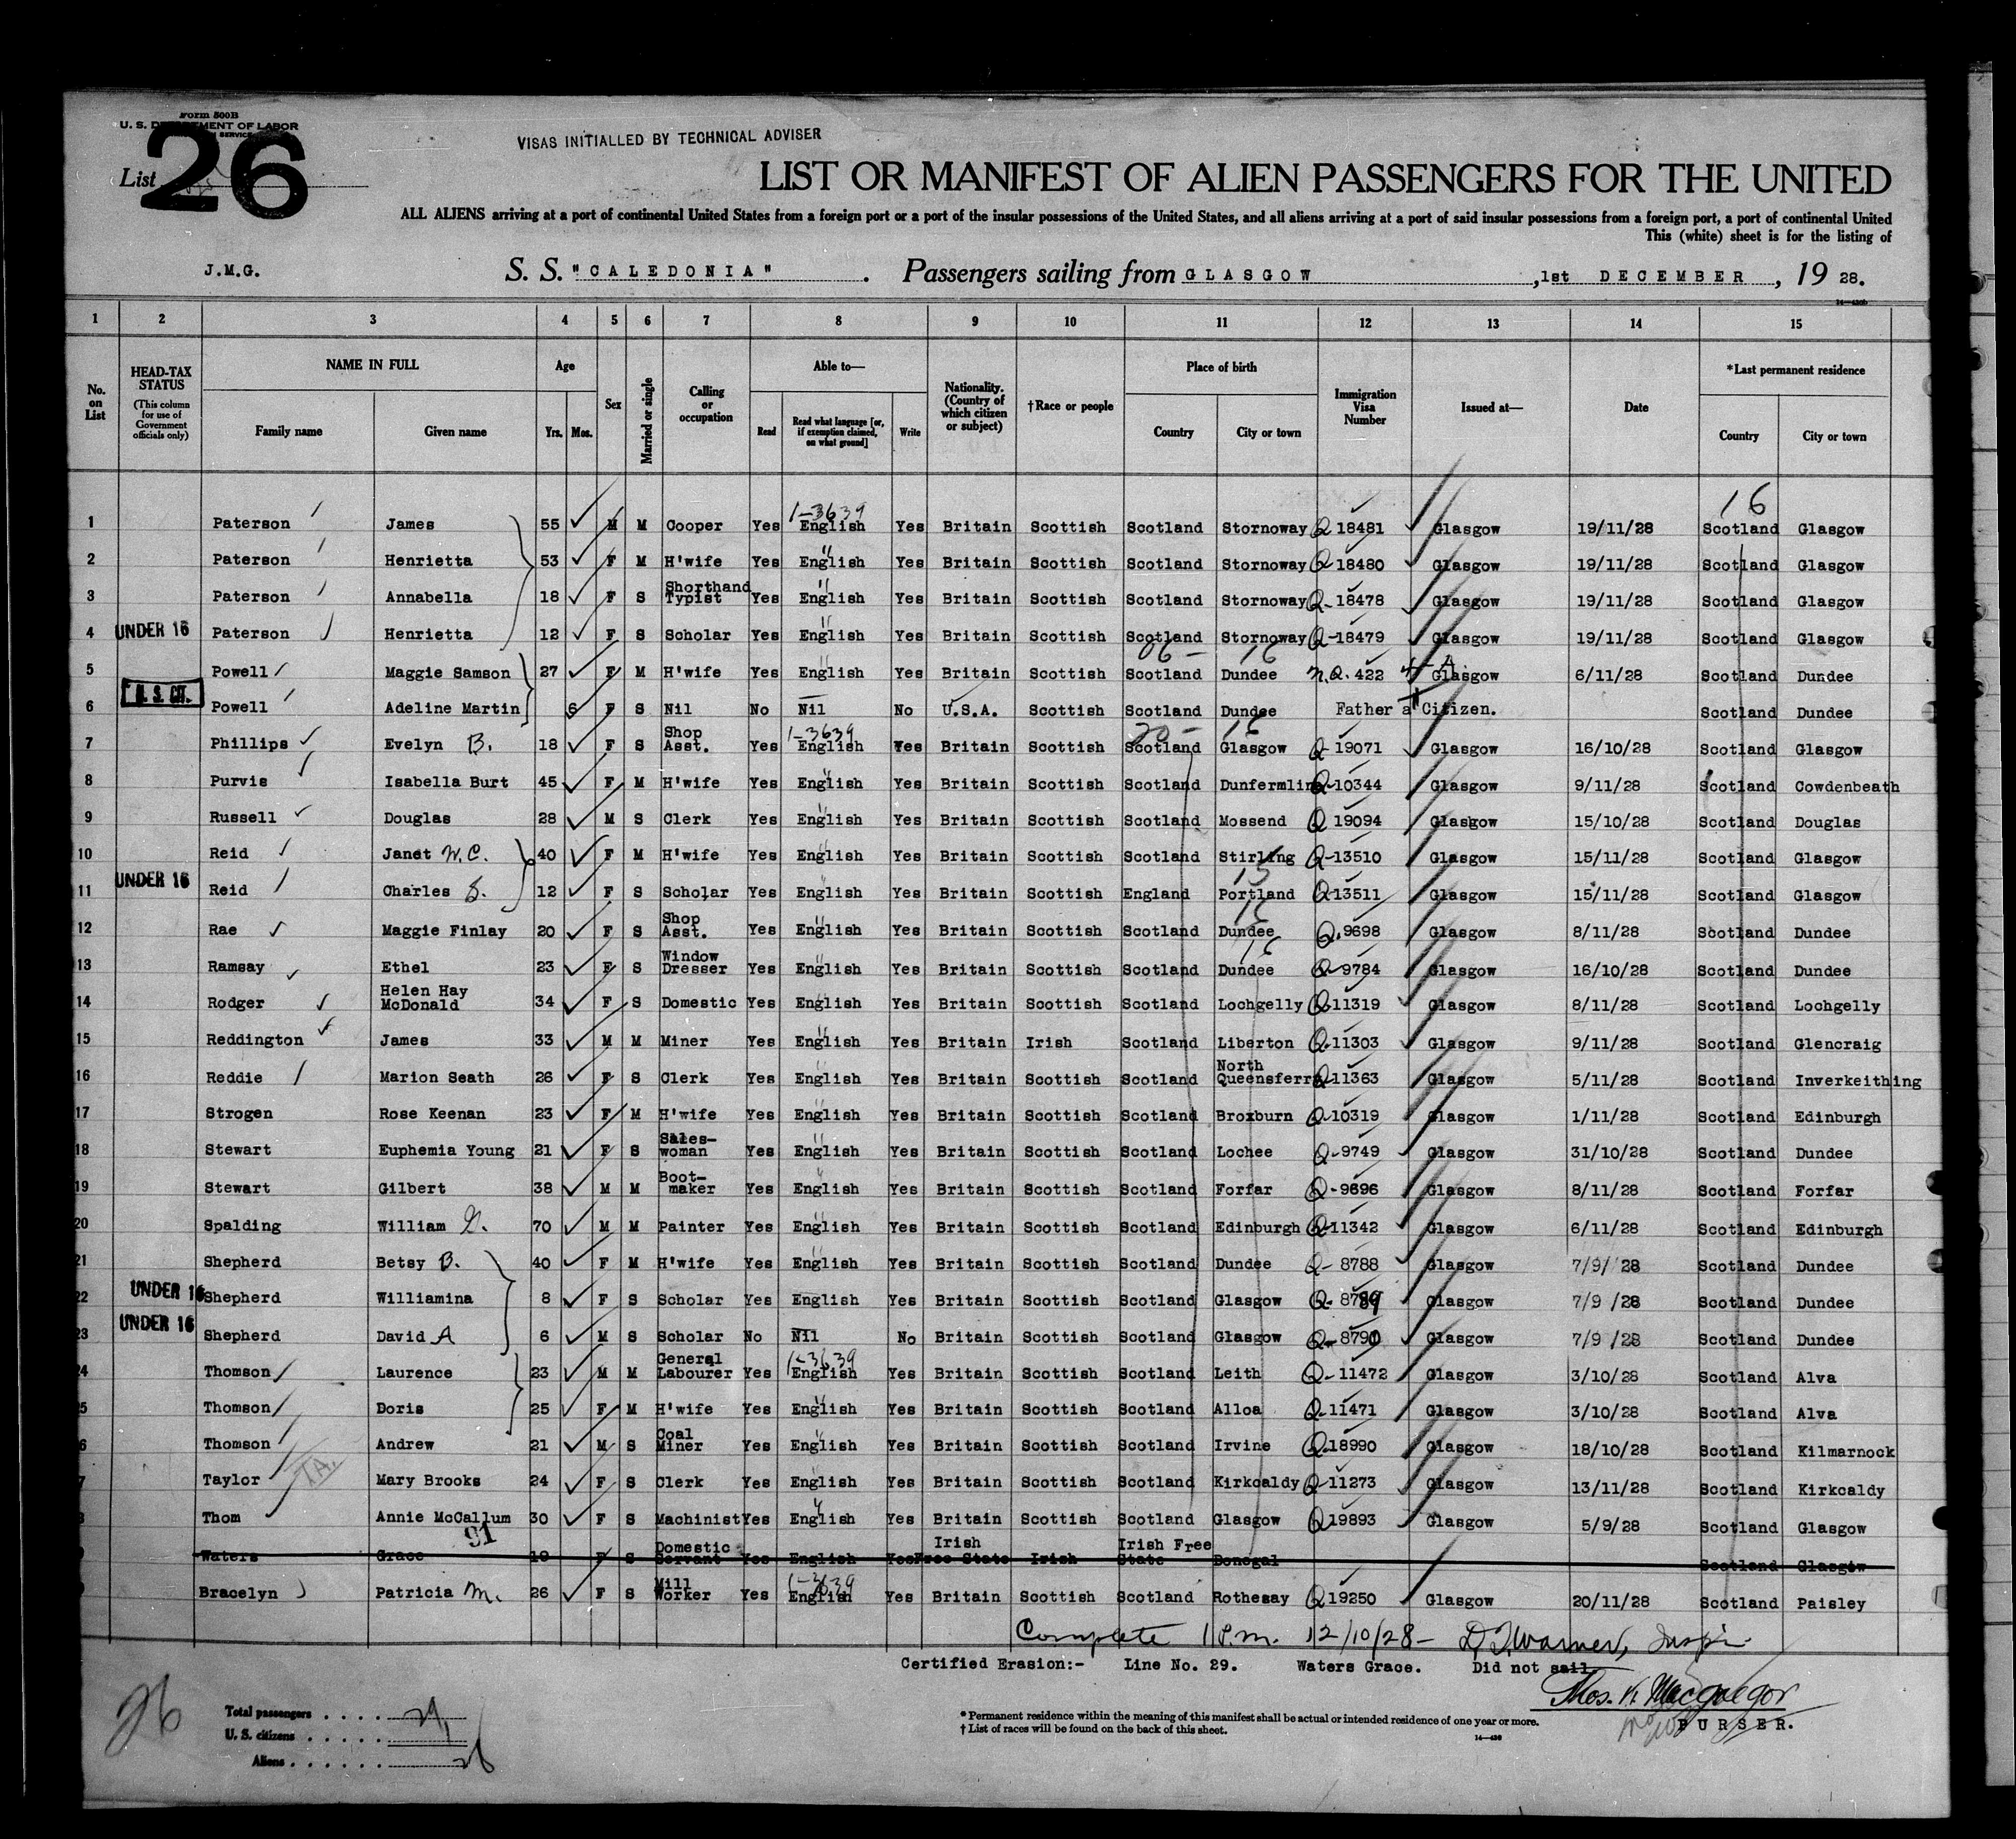 Form 500B
U. S. DEPARTMENT OF LABOR
List 26
VISAS INITIALLED BY TECHNICAL ADVISER
LIST OR MANIFEST OF ALIEN PASSENGERS FOR THE UNITED
ALL ALIENS arriving at a port of continental United States from a foreign port or a port of the insular possessions of the United States, and all aliens arriving at a port of said insular possessions from a foreign port, a port of continental United
This (white) sheet is for the listing of
J.M.G. S. S. "CALEDONIA". Passengers sailing from GLASGOW ,1st DECEMBER, 19 28.
1 2 3 4 5 6 7 8 9 10 11 12 13 14 15
No. on List HEAD-TAX STATUS (This column for use of Government officials only) NAME IN FULL Family name Given name Age Yrs. Mos. Sex Married or single Calling or occupation Able to— Read Read what language [or, if exemption claimed, on what ground] Write Nationality. (Country of which citizen or subject) †Race or people Place of birth Country City or town Immigration Visa Number Issued at— Date *Last permanent residence Country City or town
16
1-3639
1 Paterson James 55 M M Cooper Yes English Yes Britain Scottish Scotland Stornoway Q 18481 Glasgow 19/11/28 Scotland Glasgow
2 Paterson Henrietta 53 F M H'wife Yes English Yes Britain Scottish Scotland Stornoway Q-18480 Glasgow 19/11/28 Scotland Glasgow
3 Paterson Annabella 18 F S Shorthand Typist Yes English Yes Britain Scottish Scotland Stornoway Q-18478 Glasgow 19/11/28 Scotland Glasgow
4 UNDER 16 Paterson Henrietta 12 F S Scholar Yes English Yes Britain Scottish Scotland Stornoway Q-18479 Glasgow 19/11/28 Scotland Glasgow
06- 16
5 Powell Maggie Samson 27 F M H'wife Yes English Yes Britain Scottish Scotland Dundee N.Q. 422 4-A Glasgow 6/11/28 Scotland Dundee
6 U. S. CIT. Powell Adeline Martin 6 F S Nil No Nil No U.S.A. Scottish Scotland Dundee Father a Citizen. Scotland Dundee
1-3639 20- 16
7 Phillips Evelyn B. 18 F S Shop Asst. Yes English Yes Britain Scottish Scotland Glasgow Q-19071 Glasgow 16/10/28 Scotland Glasgow
8 Purvis Isabella Burt 45 F M H'wife Yes English Yes Britain Scottish Scotland Dunfermline Q-10344 Glasgow 9/11/28 Scotland Cowdenbeath
9 Russell Douglas 28 M S Clerk Yes English Yes Britain Scottish Scotland Mossend Q 19094 Glasgow 15/10/28 Scotland Douglas
10 Reid Janet W.C. 40 F M H'wife Yes English Yes Britain Scottish Scotland Stirling Q-13510 Glasgow 15/11/28 Scotland Glasgow
11 UNDER 16 Reid Charles 12 F S Scholar Yes English Yes Britain Scottish England Portland Q-13511 Glasgow 15/11/28 Scotland Glasgow
12 Rae Maggie Finlay 20 F S Shop Asst. Yes English Yes Britain Scottish Scotland Dundee Q.9698 Glasgow 8/11/28 Scotland Dundee
13 Ramsay Ethel 23 F S Window Dresser Yes English Yes Britain Scottish Scotland Dundee Q-9784 Glasgow 16/10/28 Scotland Dundee
14 Rodger Helen Hay McDonald 34 F S Domestic Yes English Yes Britain Scottish Scotland Lochgelly Q-11319 Glasgow 8/11/28 Scotland Lochgelly
15 Reddington James 33 M M Miner Yes English Yes Britain Irish Scotland Liberton Q-11303 Glasgow 9/11/28 Scotland Glencraig
16 Reddie Marion Seath 26 F S Clerk Yes English Yes Britain Scottish Scotland North Queensferry Q-11363 Glasgow 5/11/28 Scotland Inverkeithing
17 Strogen Rose Keenan 23 F M H'wife Yes English Yes Britain Scottish Scotland Broxburn Q-10319 Glasgow 1/11/28 Scotland Edinburgh
18 Stewart Euphemia Young 21 F S Sales-woman Yes English Yes Britain Scottish Scotland Lochee Q-9749 Glasgow 31/10/28 Scotland Dundee
19 Stewart Gilbert 38 M M Boot-maker Yes English Yes Britain Scottish Scotland Forfar Q-9896 Glasgow 8/11/28 Scotland Forfar
20 Spalding William G. 70 M M Painter Yes English Yes Britain Scottish Scotland Edinburgh Q-11342 Glasgow 6/11/28 Scotland Edinburgh
21 Shepherd Betsy B. 40 F M H'wife Yes English Yes Britain Scottish Scotland Dundee Q- 8788 Glasgow 7/9/ 28 Scotland Dundee
22 UNDER 16 Shepherd Williamina 8 F S Scholar Yes English Yes Britain Scottish Scotland Glasgow Q- 8789 Glasgow 7/9 /28 Scotland Dundee
23 UNDER 16 Shepherd David A 6 M S Scholar No Nil No Britain Scottish Scotland Glasgow Q-8790 Glasgow 7/9 /28 Scotland Dundee
1-3639
24 Thomson Laurence 23 M M General Labourer Yes English Yes Britain Scottish Scotland Leith Q- 11472 Glasgow 3/10/28 Scotland Alva
5 Thomson Doris 25 F M H'wife Yes English Yes Britain Scottish Scotland Alloa Q-11471 Glasgow 3/10/28 Scotland Alva
6 Thomson Andrew 21 M S Coal Miner Yes English Yes Britain Scottish Scotland Irvine Q.18990 Glasgow 18/10/28 Scotland Kilmarnock
7 Taylor Mary Brooks 24 F S Clerk Yes English Yes Britain Scottish Scotland Kirkcaldy Q-11273 Glasgow 13/11/28 Scotland Kirkcaldy
8 Thom Annie McCallum 30 F S Machinist Yes English Yes Britain Scottish Scotland Glasgow Q19893 Glasgow 5/9/28 Scotland Glasgow
91
Waters Grace 19 F S Domestic Servant Yes English Yes Irish Free State Irish Irish Free State Donegal Scotland Glasgow
1-3639
Bracelyn Patricia M. 26 F S Mill Worker Yes English Yes Britain Scottish Scotland Rothesay Q19250 Glasgow 20/11/28 Scotland Paisley
Complete 1 P.m. 12/10/28- D.J. Warner, Inspr
Certified Erasion:- Line No. 29. Waters Grace. Did not sail.
Thos. K. Macgregor
PURSER.
26
Total passengers 29
U. S. citizens
Aliens
*Permanent residence within the meaning of this manifest shall be actual or intended residence of one year or more.
†List of races will be found on the back of this sheet.